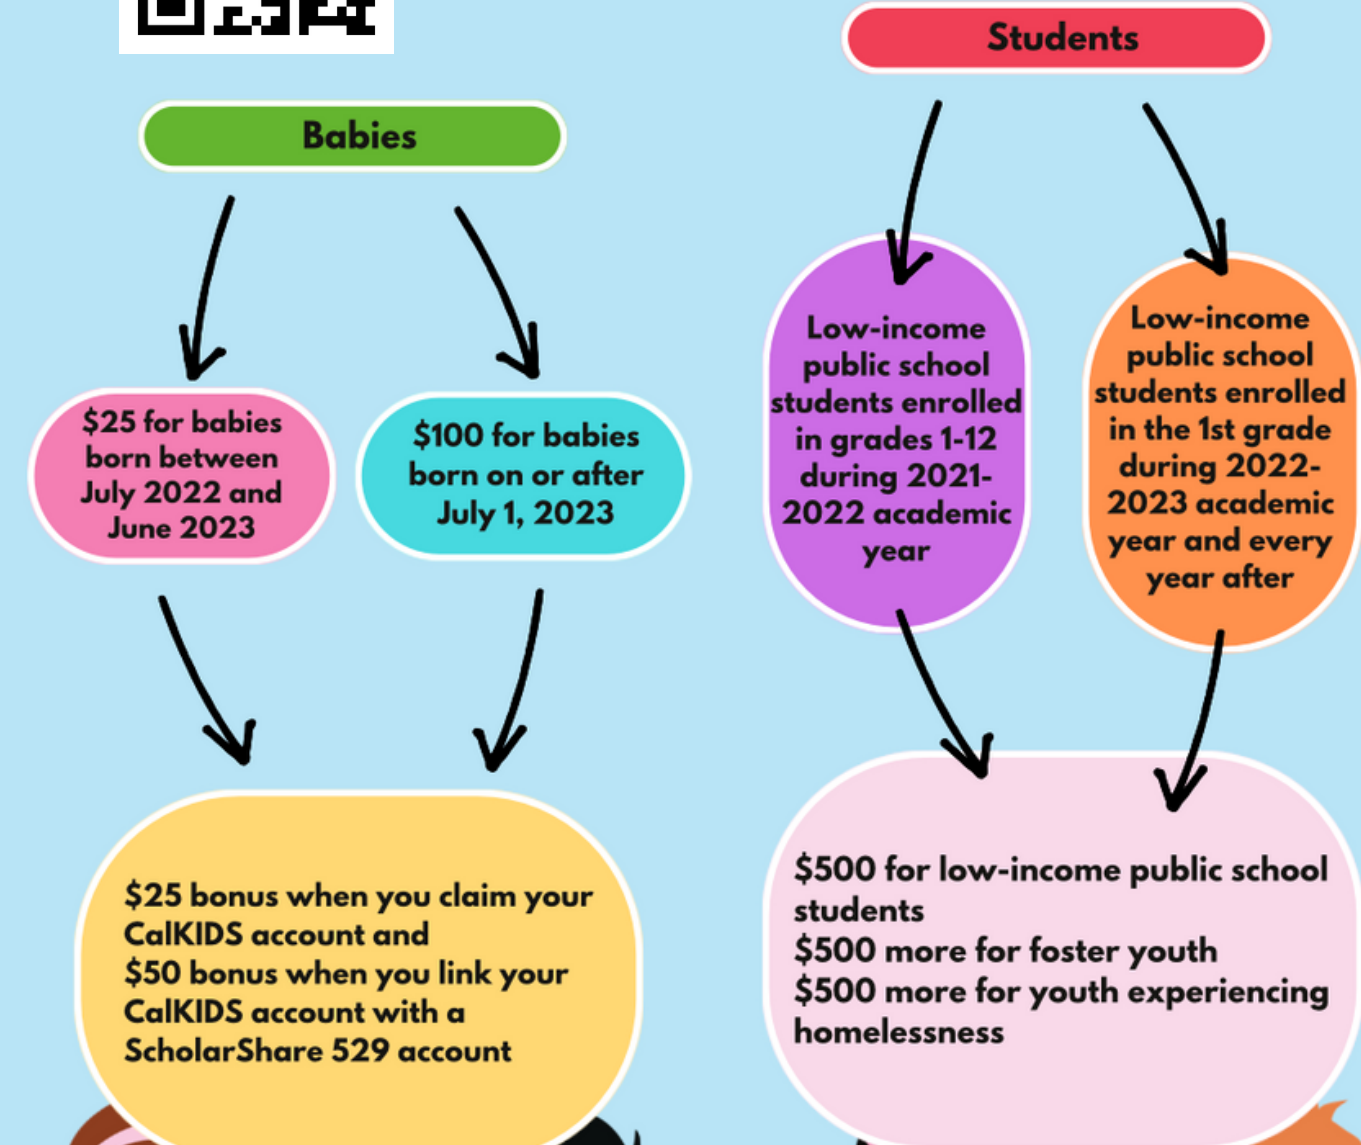 Students
Babies
$25 for babies
born between
July 2022 and
June 2023
$100 for babies
born on or after
July 1, 2023
Low-income
public school
students enrolled
in grades 1-12
during 2021-
2022 academic
year
Low-income
public school
students enrolled
in the 1st grade
during 2022-
2023 academic
year and every
year after
$25 bonus when you claim your
CalKIDS account and
$50 bonus when you link your
CalKIDS account with a
ScholarShare 529 account
$500 for low-income public school
students
$500 more for foster youth
$500 more for youth experiencing
homelessness